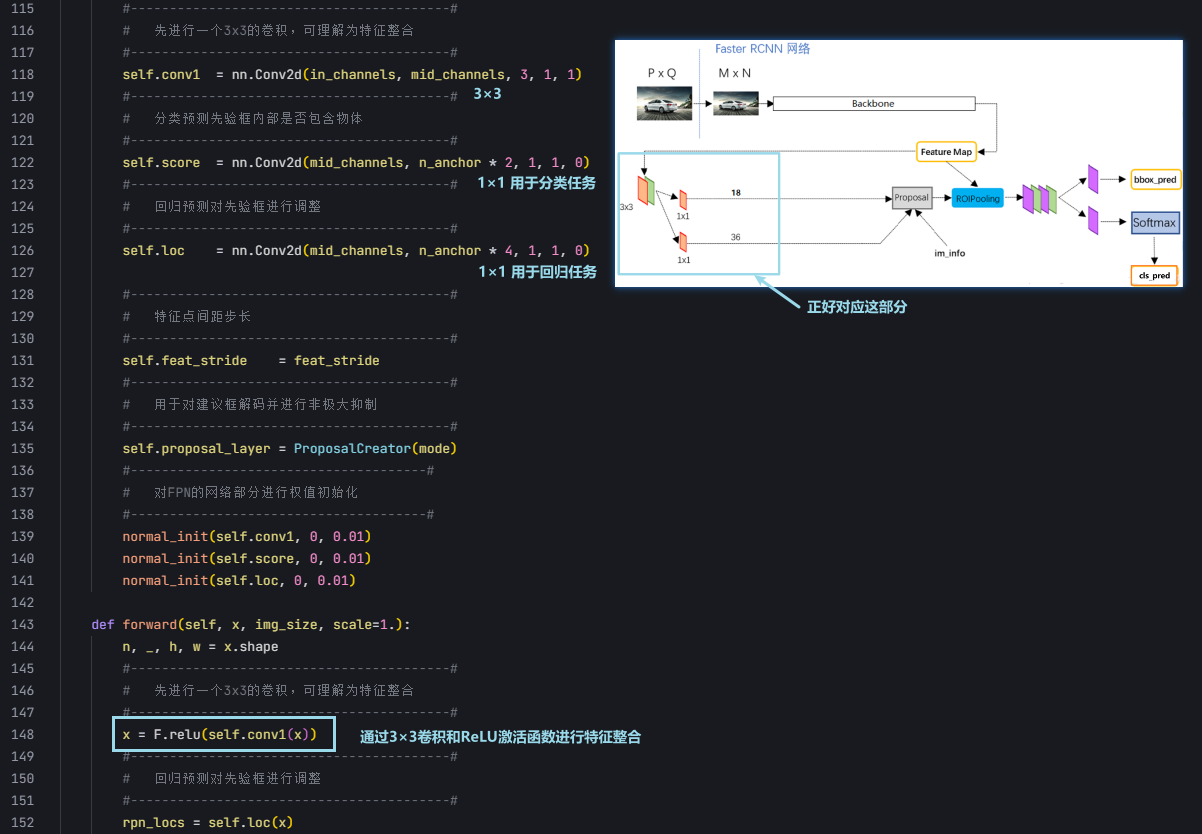 115 #-----------------------------------------#
116 #   先进行一个3x3的卷积，可理解为特征整合
117 #-----------------------------------------#
118 self.conv1  = nn.Conv2d(in_channels, mid_channels, 3, 1, 1)
119 #-----------------------------------------# 3×3
120 #   分类预测先验框内部是否包含物体
121 #-----------------------------------------#
122 self.score  = nn.Conv2d(mid_channels, n_anchor * 2, 1, 1, 0)
123 #-----------------------------------------# 1×1 用于分类任务
124 #   回归预测对先验框进行调整
125 #-----------------------------------------#
126 self.loc    = nn.Conv2d(mid_channels, n_anchor * 4, 1, 1, 0)
127 1×1 用于回归任务
128 #-----------------------------------------#
129 #   特征点间距步长
130 #-----------------------------------------#
131 self.feat_stride    = feat_stride
132 #-----------------------------------------#
133 #   用于对建议框解码并进行非极大抑制
134 #-----------------------------------------#
135 self.proposal_layer = ProposalCreator(mode)
136 #--------------------------------------#
137 #   对FPN的网络部分进行权值初始化
138 #--------------------------------------#
139 normal_init(self.conv1, 0, 0.01)
140 normal_init(self.score, 0, 0.01)
141 normal_init(self.loc, 0, 0.01)
142
143 def forward(self, x, img_size, scale=1.):
144 n, _, h, w = x.shape
145 #-----------------------------------------#
146 #   先进行一个3x3的卷积，可理解为特征整合
147 #-----------------------------------------#
148 x = F.relu(self.conv1(x)) 通过3×3卷积和ReLU激活函数进行特征整合
149 #-----------------------------------------#
150 #   回归预测对先验框进行调整
151 #-----------------------------------------#
152 rpn_locs = self.loc(x)
Faster RCNN 网络
P x Q
M x N
Backbone
Feature Map
3x3
1x1
18
1x1
36
Proposal
ROIPooling
im_info
bbox_pred
Softmax
cls_pred
正好对应这部分